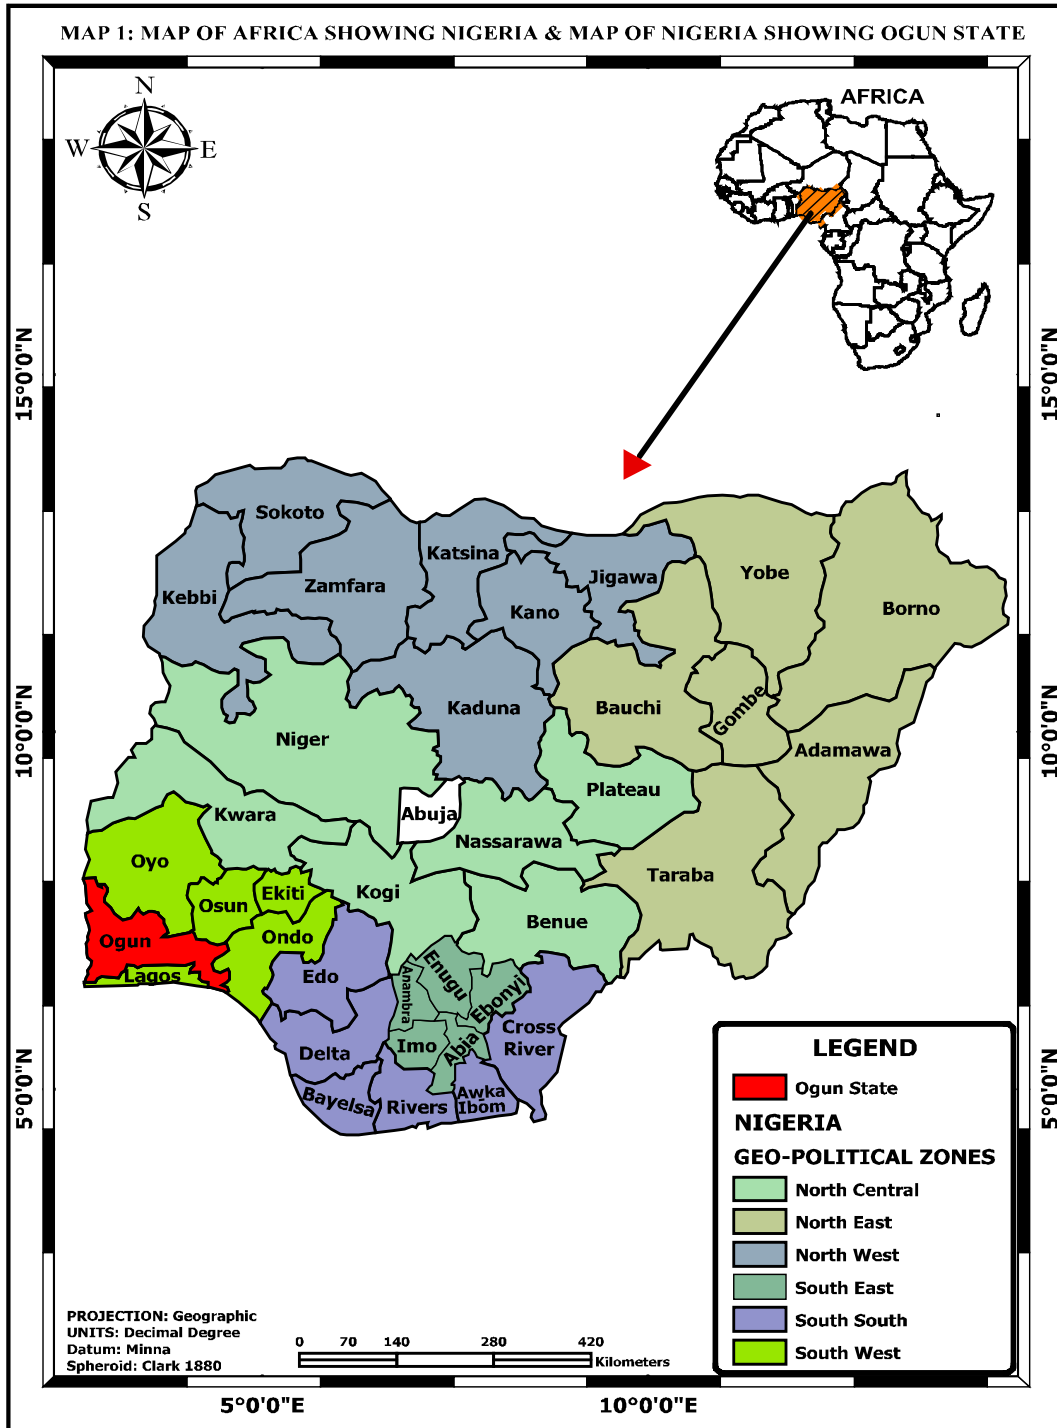 MAP 1: MAP OF AFRICA SHOWING NIGERIA & MAP OF NIGERIA SHOWING OGUN STATE
N
W E
S
AFRICA
15°0'0"N
15°0'0"N
10°0'0"N
10°0'0"N
5°0'0"N
5°0'0"N
Sokoto
Katsina
Kebbi
Zamfara
Kano
Jigawa
Yobe
Borno
Kaduna
Bauchi
Gombe
Niger
Adamawa
Plateau
Abuja
Kwara
Nassarawa
Oyo
Taraba
Kogi
Ekiti
Osun
Benue
Ogun
Ondo
Lagos
Edo
Enugu
Anambra
Ebonyi
Cross
River
Imo
Abia
Delta
Bayelsa
Rivers
Awka
Ibom
LEGEND
Ogun State
NIGERIA
GEO-POLITICAL ZONES
North Central
North East
North West
South East
South South
South West
PROJECTION: Geographic
UNITS: Decimal Degree
Datum: Minna
Spheroid: Clark 1880
0 70 140 280 420
Kilometers
5°0'0"E
10°0'0"E